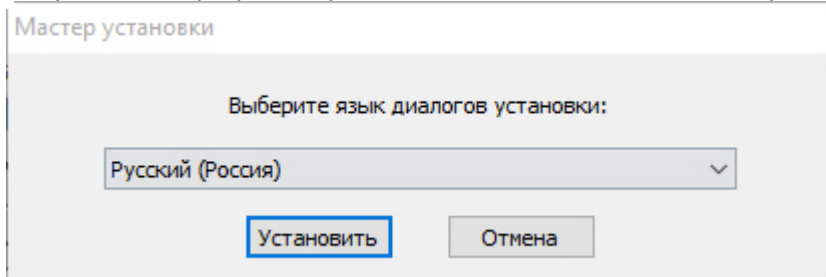 Мастер установки
Выберите язык диалогов установки:
Русский (Россия)
Установить Отмена